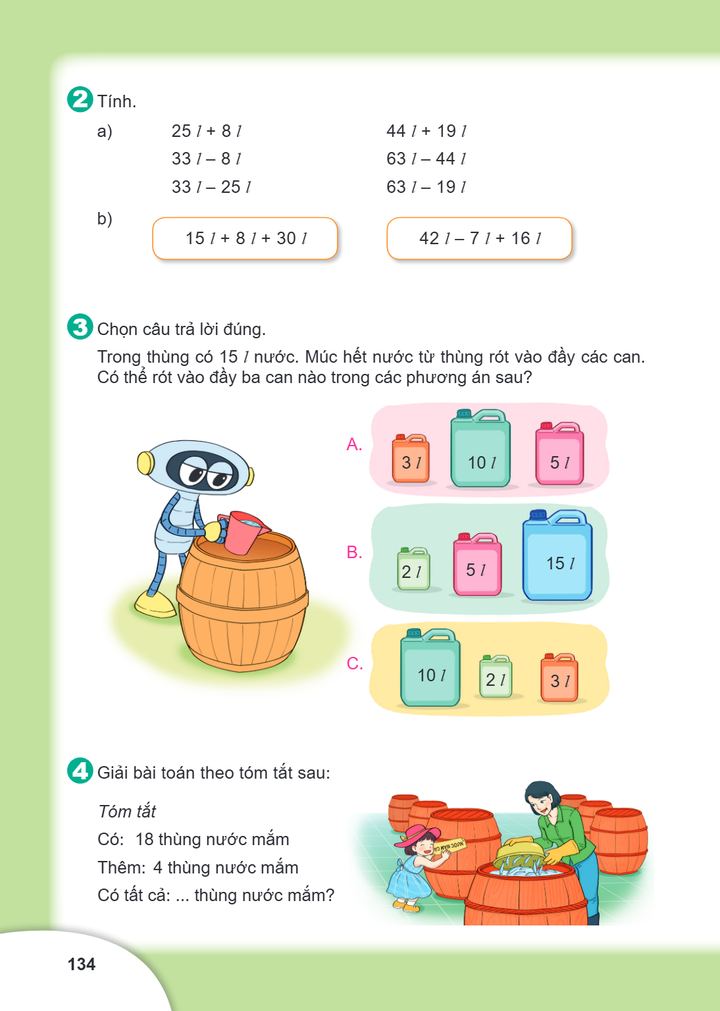 2 Tính.
a) 25 l + 8 l 44 l + 19 l
33 l – 8 l 63 l – 44 l
33 l – 25 l 63 l – 19 l
b) 15 l + 8 l + 30 l 42 l – 7 l + 16 l
3 Chọn câu trả lời đúng.
Trong thùng có 15 l nước. Múc hết nước từ thùng rót vào đầy các can.
Có thể rót vào đầy ba can nào trong các phương án sau?
A. 3 l 10 l 5 l
B. 2 l 5 l 15 l
C. 10 l 2 l 3 l
4 Giải bài toán theo tóm tắt sau:
Tóm tắt
Có: 18 thùng nước mắm
Thêm: 4 thùng nước mắm
Có tất cả: ... thùng nước mắm?
NƯỚC MẮM
134